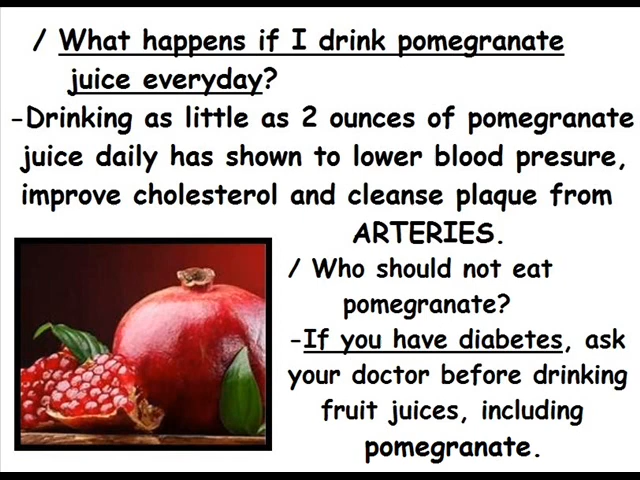 / What happens if I drink pomegranate
juice everyday?
-Drinking as little as 2 ounces of pomegranate
juice daily has shown to lower blood presure,
improve cholesterol and cleanse plaque from
ARTERIES.
/ Who should not eat
pomegranate?
-If you have diabetes, ask
your doctor before drinking
fruit juices, including
pomegranate.